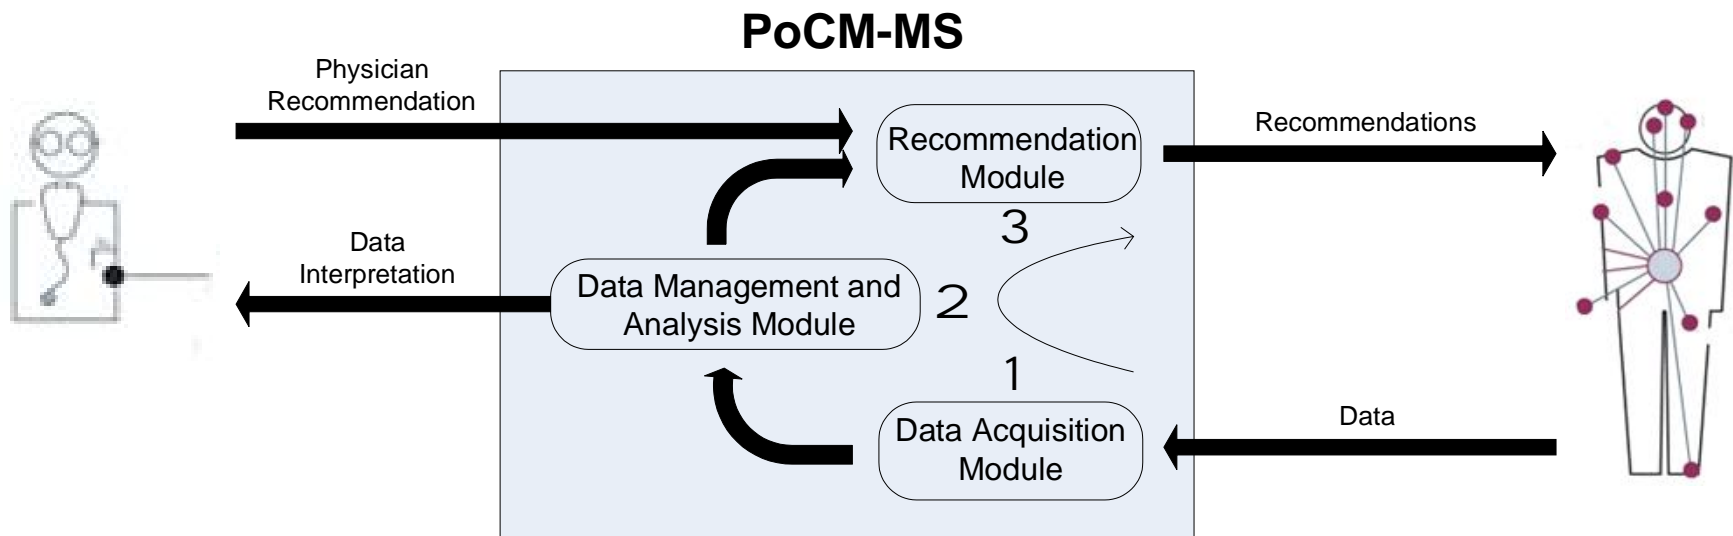 PoCM-MS
Physician
Recommendation
Recommendation
Module
Recommendations
3
Data
Interpretation
Data Management and
Analysis Module
2
1
Data Acquisition
Module
Data